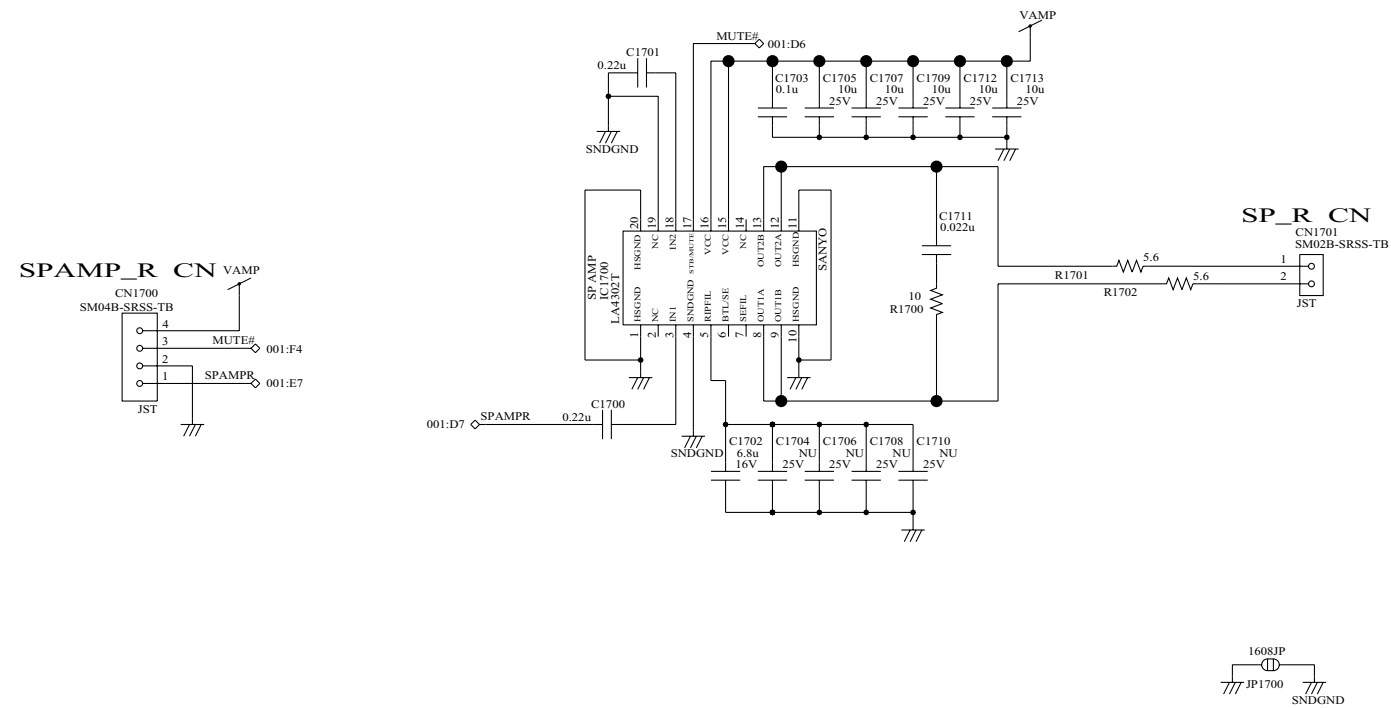 VAMP
MUTE#
001:D6
C1701
0.22u
SNDGND
C1703
0.1u
C1705
10u
25V
C1707
10u
25V
C1709
10u
25V
C1712
10u
25V
C1713
10u
25V
20 19 18 17 16 15 14 13 12 11
HSGND NC IN2 STB/MUTE VCC VCC NC OUT2B OUT2A HSGND
SP AMP
IC1700
LA4302T
SANYO
HSGND NC IN1 SNDGND RIPFIL BTL/SE SEFIL OUT1A OUT1B HSGND
1 2 3 4 5 6 7 8 9 10
C1711
0.022u
10
R1700
SP_R CN
CN1701
SM02B-SRSS-TB
R1701
5.6
1
R1702
5.6
2
JST
SPAMP_R CN
VAMP
CN1700
SM04B-SRSS-TB
4
3
MUTE#
001:F4
2
1
SPAMPR
001:E7
JST
001:D7
SPAMPR
0.22u
C1700
SNDGND
C1702
6.8u
16V
C1704
NU
25V
C1706
NU
25V
C1708
NU
25V
C1710
NU
25V
1608JP
JP1700
SNDGND